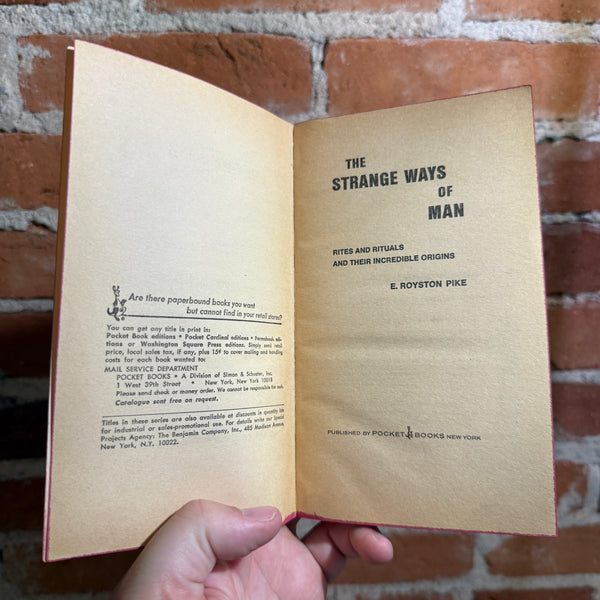 Are there paperbound books you want
but cannot find in your retail stores?
You can get any title in print in:
Pocket Book editions • Pocket Cardinal editions • Permabook edi-
tions or Washington Square Press editions. Simply send retail
price, local sales tax, if any, plus 15¢ to cover mailing and handling
costs for each book wanted to:
MAIL SERVICE DEPARTMENT
POCKET BOOKS • A Division of Simon & Schuster, Inc.
1 West 39th Street • New York, New York 10018
Please send check or money order. We cannot be responsible for cash.
Catalogue sent free on request.
Titles in these series are also available at discounts in quantity lots
for industrial or sales-promotional use. For details write our Special
Projects Agency: The Benjamin Company, Inc., 485 Madison Avenue,
New York, N.Y. 10022.
THE
STRANGE WAYS
OF
MAN
RITES AND RITUALS
AND THEIR INCREDIBLE ORIGINS
E. ROYSTON PIKE
PUBLISHED BY POCKET BOOKS NEW YORK